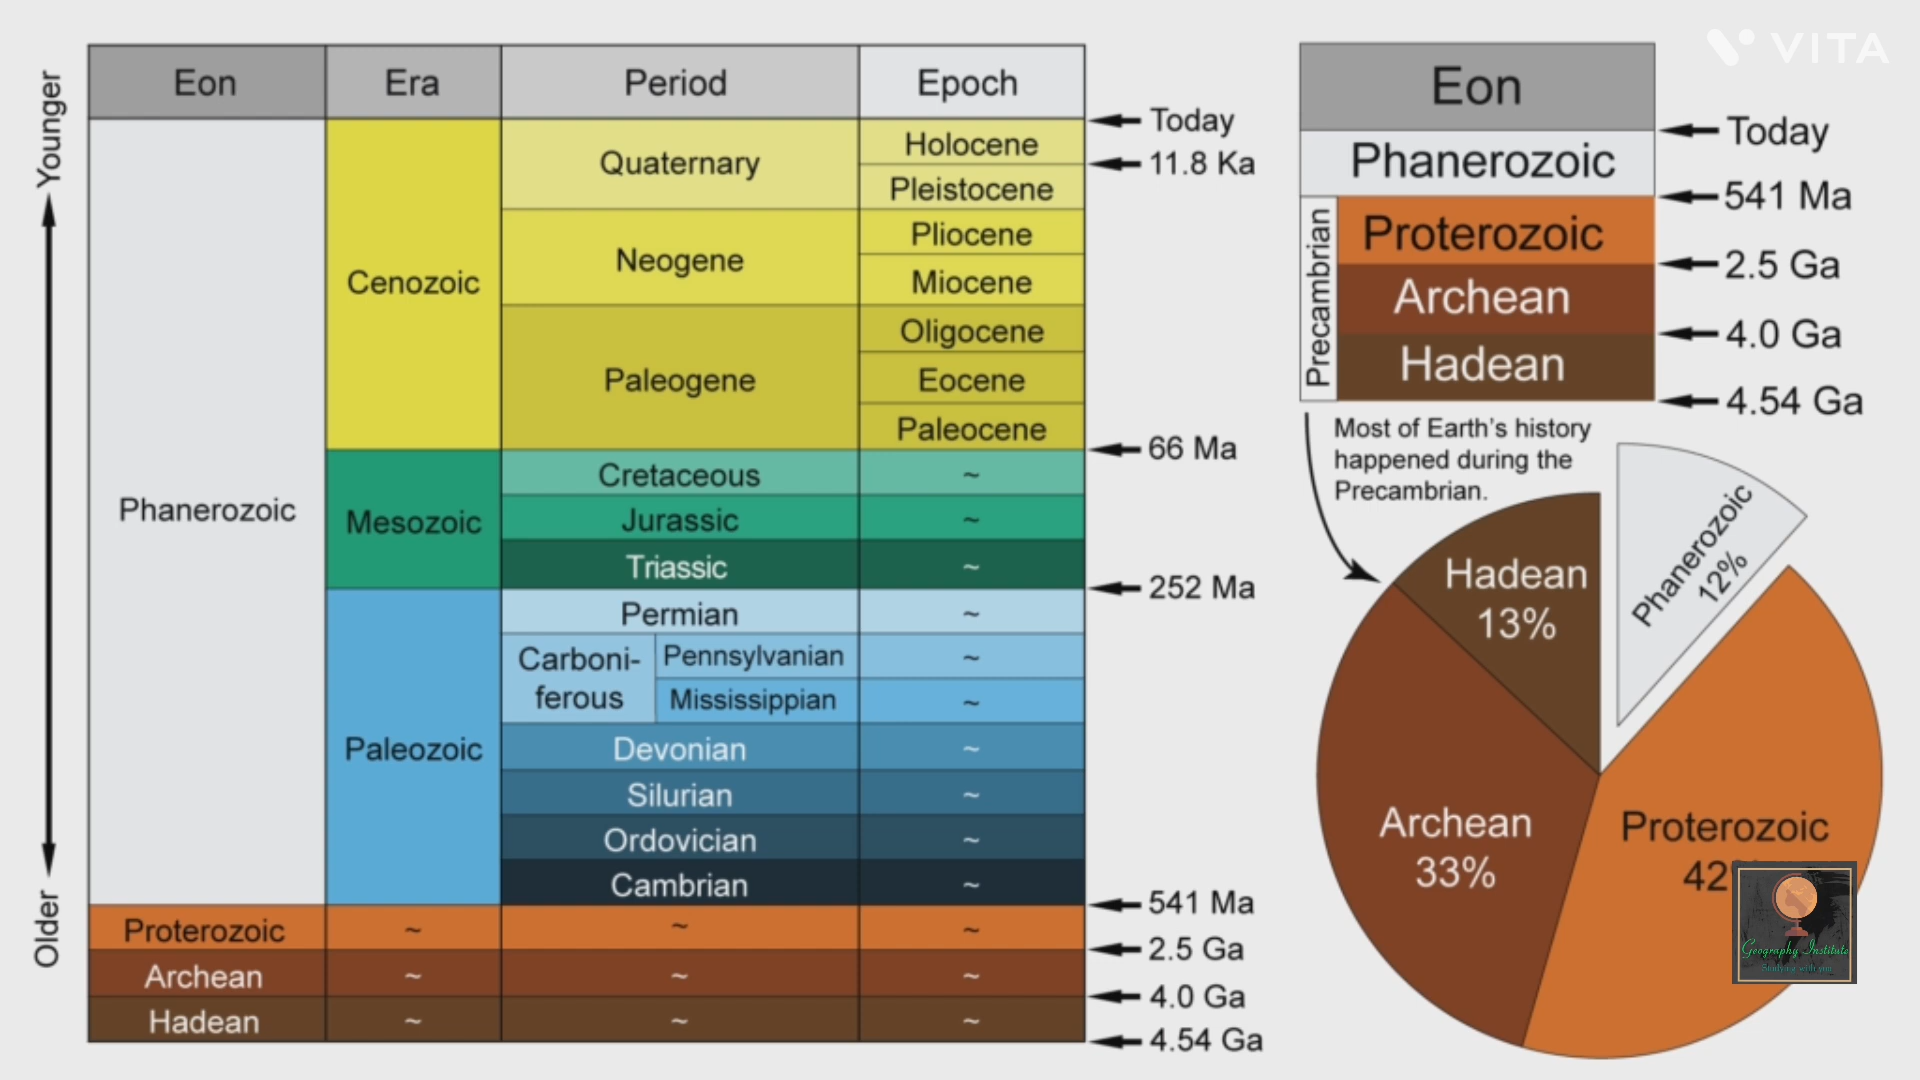 VITA
Eon Era Period Epoch
Younger
Older
Phanerozoic
Cenozoic
Quaternary
Holocene
Pleistocene
Neogene
Pliocene
Miocene
Paleogene
Oligocene
Eocene
Paleocene
Mesozoic
Cretaceous ~
Jurassic ~
Triassic ~
Paleozoic
Permian ~
Carboni-
ferous
Pennsylvanian ~
Mississippian ~
Devonian ~
Silurian ~
Ordovician ~
Cambrian ~
Proterozoic ~ ~ ~
Archean ~ ~ ~
Hadean ~ ~ ~
Today
11.8 Ka
66 Ma
252 Ma
541 Ma
2.5 Ga
4.0 Ga
4.54 Ga
Eon
Phanerozoic
Precambrian
Proterozoic
Archean
Hadean
Today
541 Ma
2.5 Ga
4.0 Ga
4.54 Ga
Most of Earth's history
happened during the
Precambrian.
Hadean
13%
Phanerozoic
12%
Archean
33%
Proterozoic
42
Geography Institute
with you